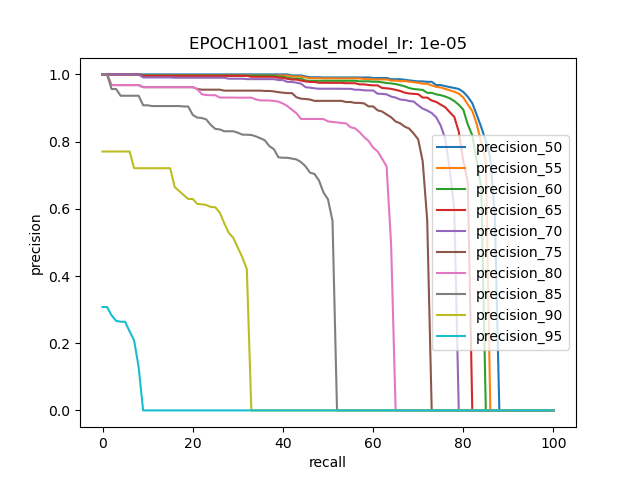 EPOCH1001_last_model_lr: 1e-05
1.0
0.8
0.6
0.4
0.2
0.0
precision
precision_50
precision_55
precision_60
precision_65
precision_70
precision_75
precision_80
precision_85
precision_90
precision_95
0 20 40 60 80 100
recall